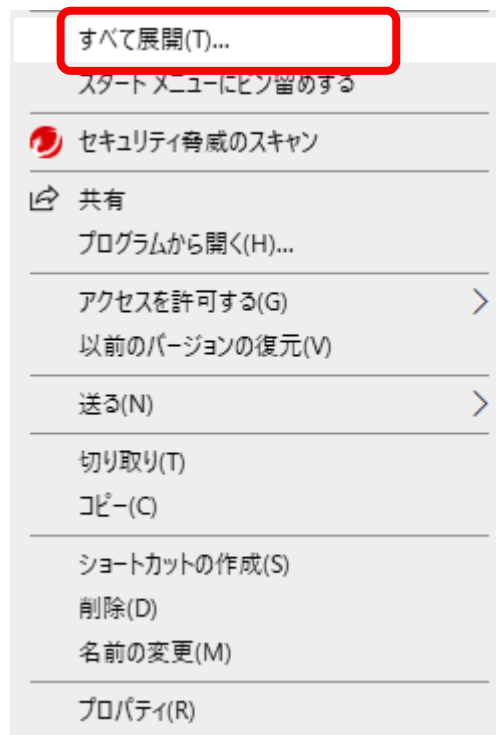 すべて展開(T)...
スタート メニューにピン留めする
セキュリティ脅威のスキャン
共有
プログラムから開く(H)...
アクセスを許可する(G)
以前のバージョンの復元(V)
送る(N)
切り取り(T)
コピー(C)
ショートカットの作成(S)
削除(D)
名前の変更(M)
プロパティ(R)